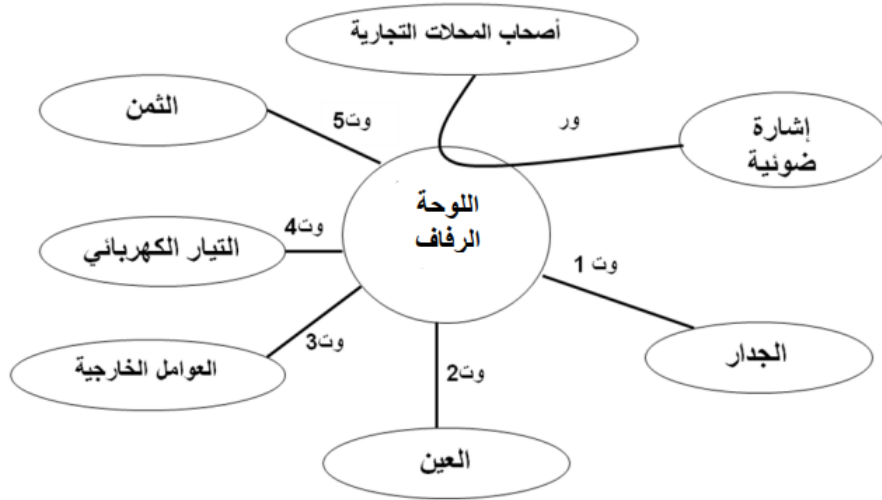 أصحاب المحلات التجارية
إشارة
ضوئية
ور
الثمن
وت5
اللوحة
الرفاف
التيار الكهربائي
وت4
وت 1
الجدار
العوامل الخارجية
وت3
وت2
العين